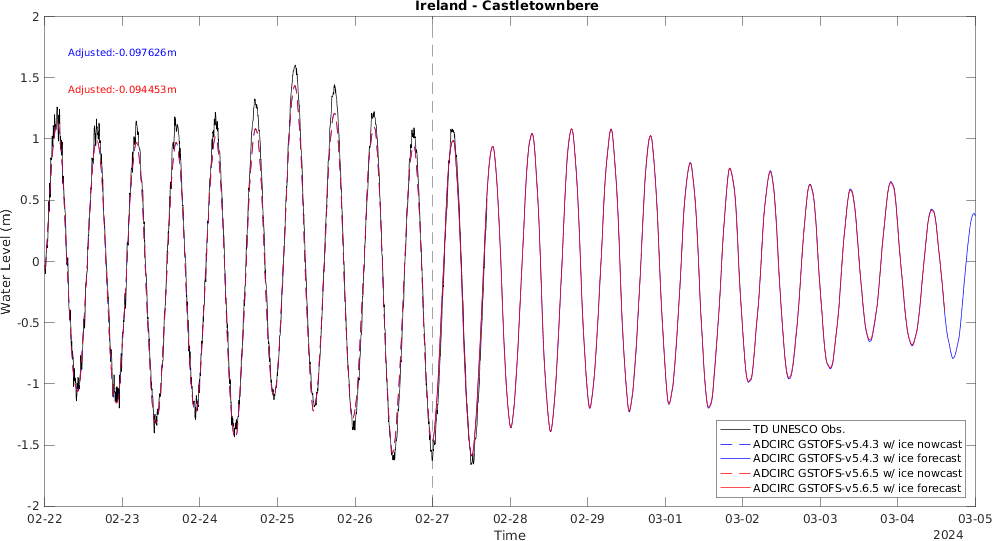 Ireland - Castletownbere
Adjusted:-0.097626m
Adjusted:-0.094453m
Water Level (m)
2
1.5
1
0.5
0
-0.5
-1
-1.5
-2
TD UNESCO Obs.
ADCIRC GSTOFS-v5.4.3 w/ ice nowcast
ADCIRC GSTOFS-v5.4.3 w/ ice forecast
ADCIRC GSTOFS-v5.6.5 w/ ice nowcast
ADCIRC GSTOFS-v5.6.5 w/ ice forecast
02-22 02-23 02-24 02-25 02-26 02-27 02-28 02-29 03-01 03-02 03-03 03-04 03-05
Time
2024